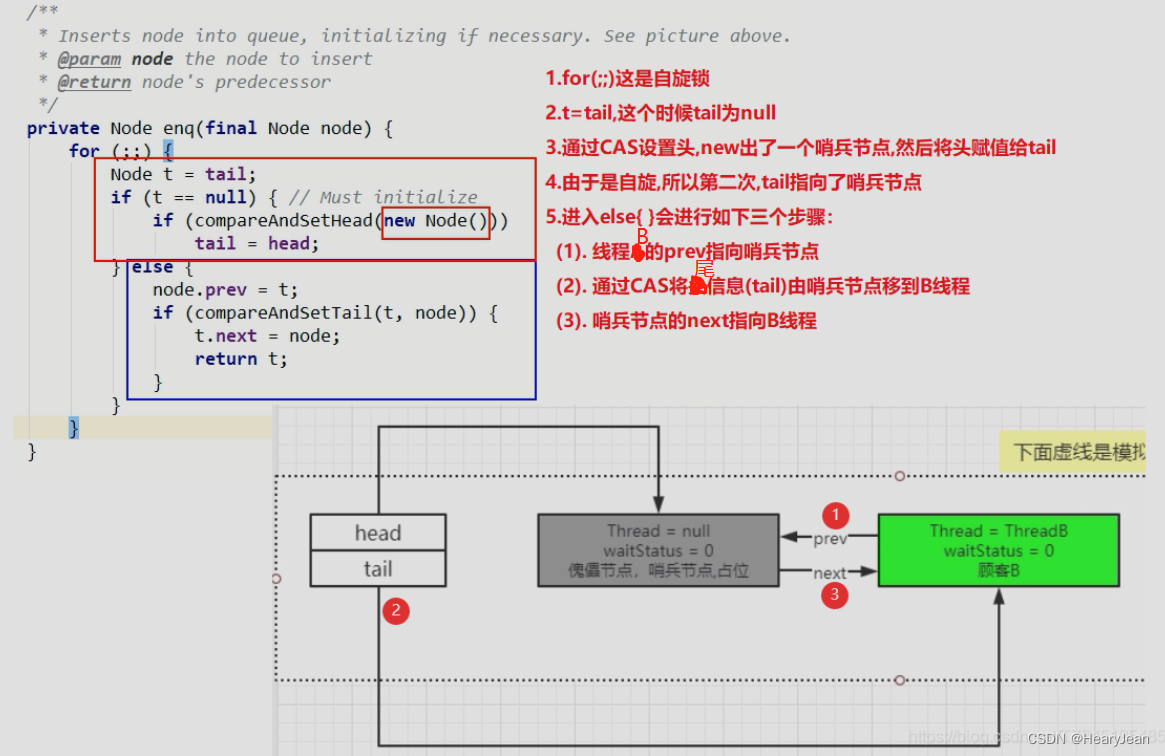 /**
* Inserts node into queue, initializing if necessary. See picture above.
* @param node the node to insert
* @return node's predecessor
*/
private Node enq(final Node node) {
for (;;) {
Node t = tail;
if (t == null) { // Must initialize
if (compareAndSetHead(new Node()))
tail = head;
} else {
node.prev = t;
if (compareAndSetTail(t, node)) {
t.next = node;
return t;
}
}
}
}
1.for(;;)这是自旋锁
2.t=tail,这个时候tail为null
3.通过CAS设置头,new出了一个哨兵节点,然后将头赋值给tail
4.由于是自旋,所以第二次,tail指向了哨兵节点
5.进入else{ }会进行如下三个步骤:
B
(1). 线程的prev指向哨兵节点
尾
(2). 通过CAS将信息(tail)由哨兵节点移到B线程
(3). 哨兵节点的next指向B线程
下面虚线是模拟
head
tail
2
Thread = null
waitStatus = 0
傀儡节点, 哨兵节点,占位
1
prev
next
3
Thread = ThreadB
waitStatus = 0
顾客B
CSDN @HearyJean